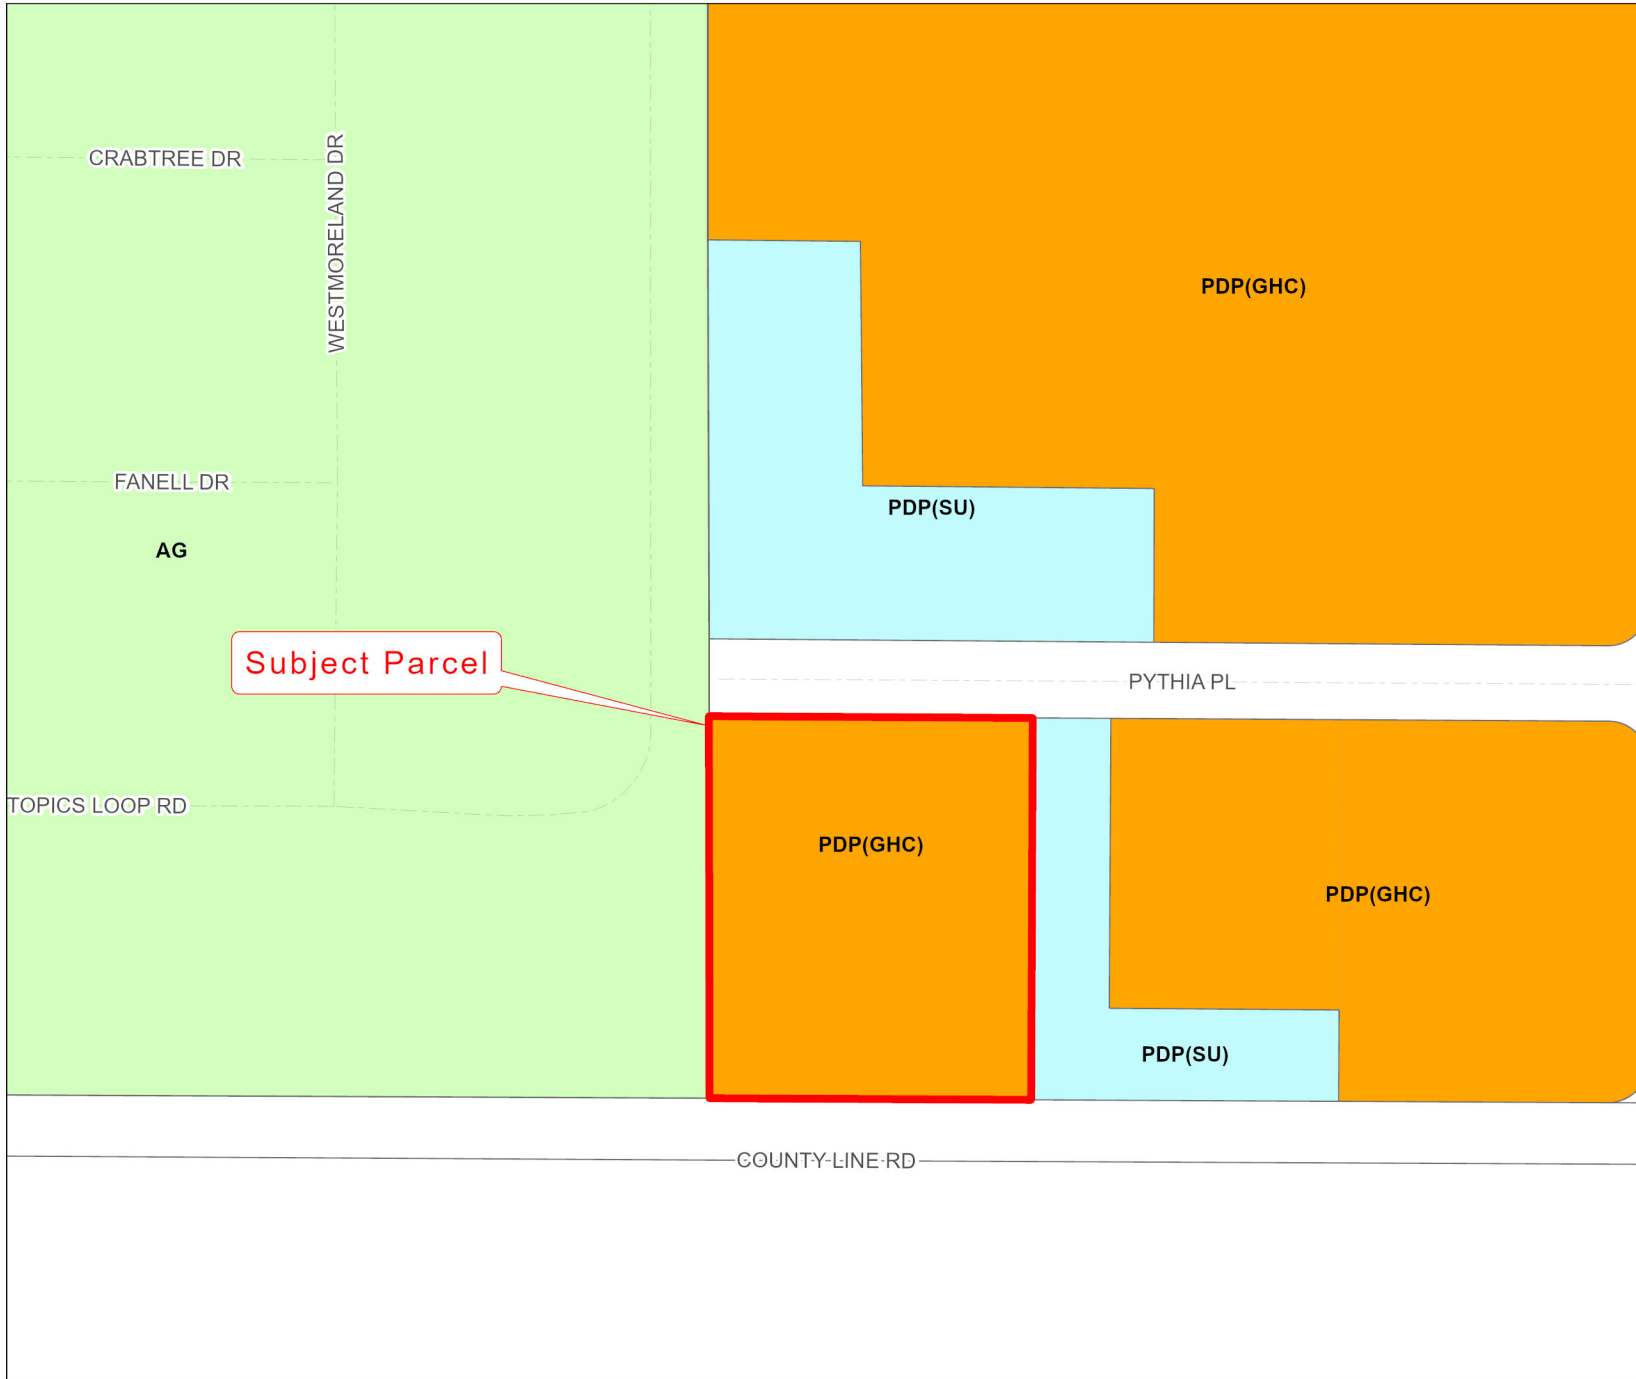 CRABTREE DR
WESTMORELAND DR
PDP(GHC)
FANELL DR
PDP(SU)
AG
Subject Parcel
PYTHIA PL
TOPICS LOOP RD
PDP(GHC)
PDP(GHC)
PDP(SU)
COUNTY LINE RD